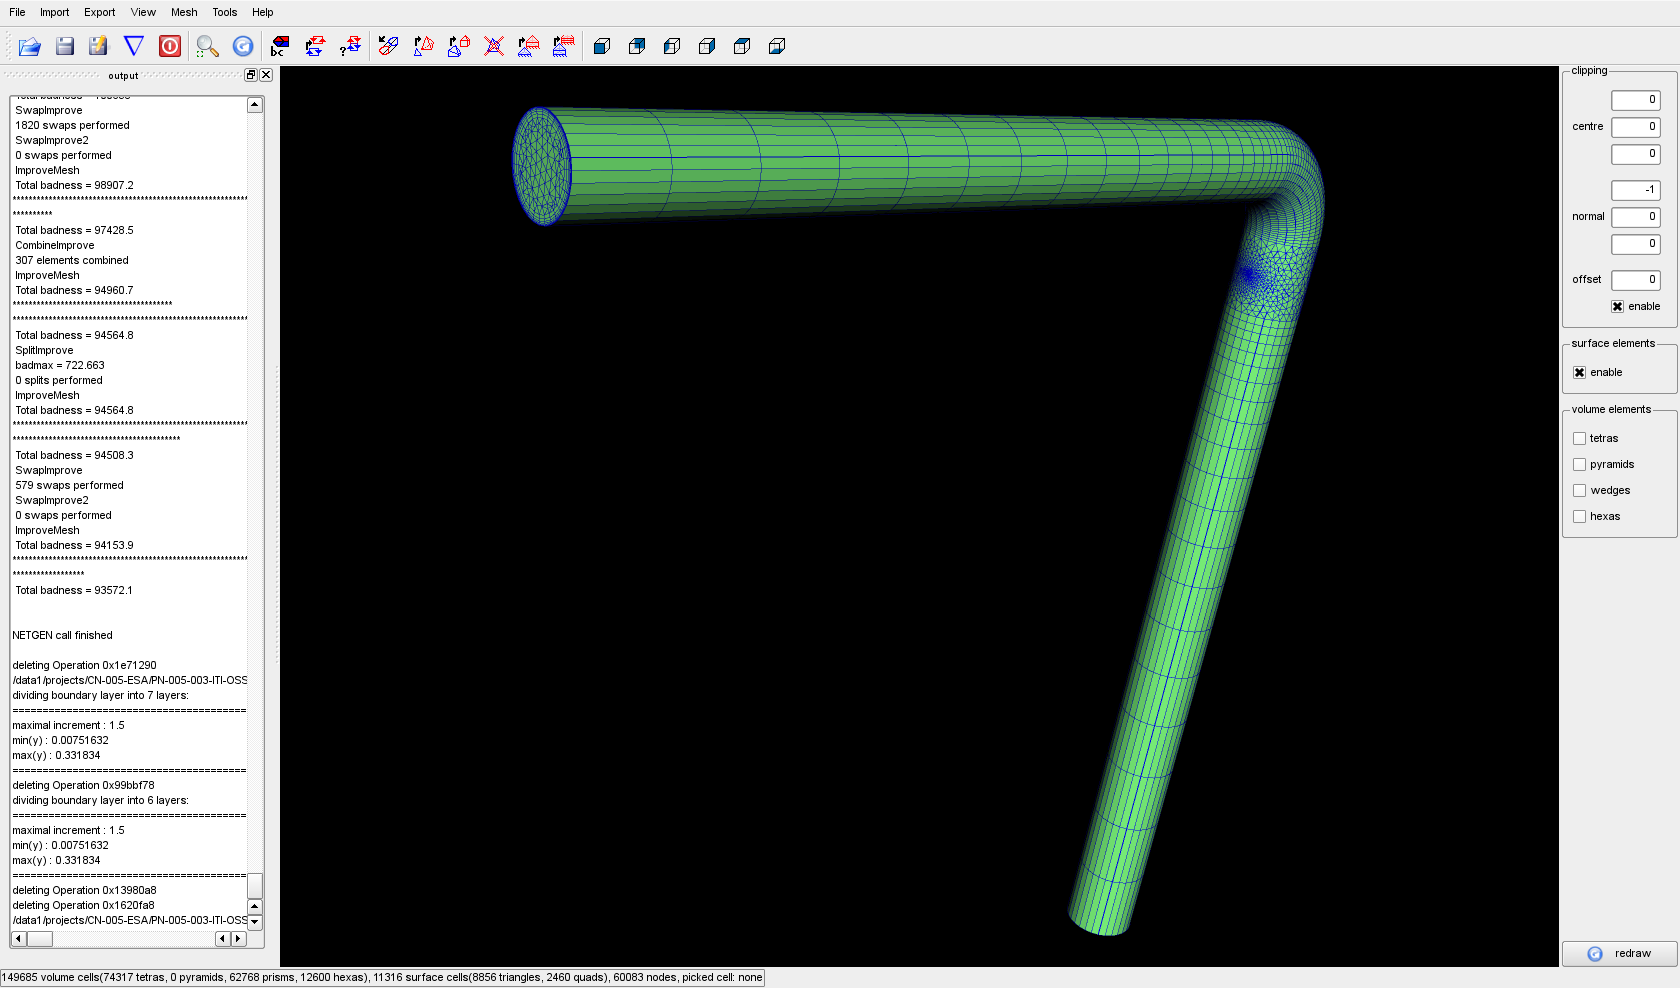 File Import Export View Mesh Tools Help
bc
output
SwapImprove
1820 swaps performed
SwapImprove2
0 swaps performed
ImproveMesh
Total badness = 98907.2
Total badness = 97428.5
CombineImprove
307 elements combined
ImproveMesh
Total badness = 94960.7
Total badness = 94564.8
SplitImprove
badmax = 722.663
0 splits performed
ImproveMesh
Total badness = 94564.8
Total badness = 94508.3
SwapImprove
579 swaps performed
SwapImprove2
0 swaps performed
ImproveMesh
Total badness = 94153.9
Total badness = 93572.1
NETGEN call finished
deleting Operation 0x1e71290
/data1/projects/CN-005-ESA/PN-005-003-ITI-OSS
dividing boundary layer into 7 layers:
maximal increment : 1.5
min(y) : 0.00751632
max(y) : 0.331834
deleting Operation 0x99bbf78
dividing boundary layer into 6 layers:
maximal increment : 1.5
min(y) : 0.00751632
max(y) : 0.331834
deleting Operation 0x13980a8
deleting Operation 0x1620fa8
/data1/projects/CN-005-ESA/PN-005-003-ITI-OSS
clipping
0
centre 0
0
-1
normal 0
0
offset 0
enable
surface elements
enable
volume elements
tetras
pyramids
wedges
hexas
redraw
149685 volume cells(74317 tetras, 0 pyramids, 62768 prisms, 12600 hexas), 11316 surface cells(8856 triangles, 2460 quads), 60083 nodes, picked cell: none